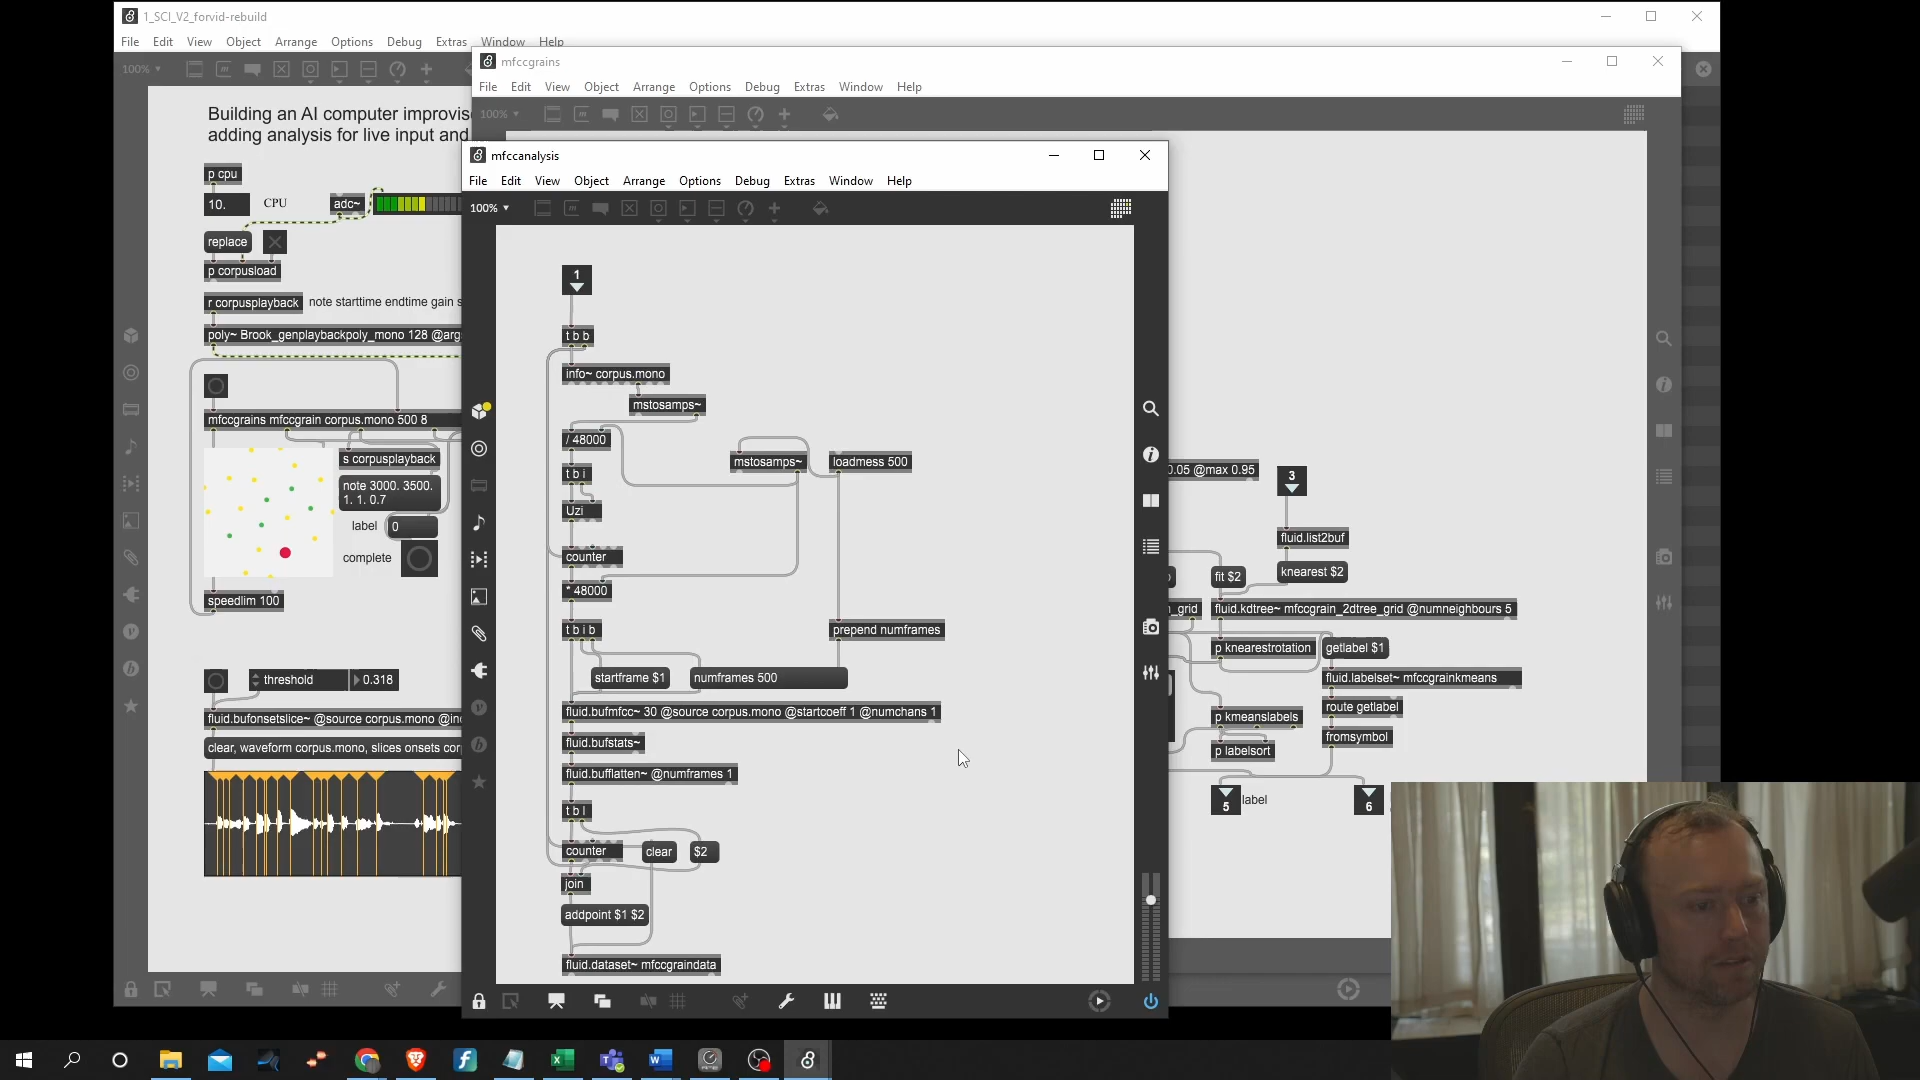 1_SCI_V2_forvid-rebuild
File Edit View Object Arrange Options Debug Extras Window Help
100%
Building an AI computer improvis
adding analysis for live input and
p cpu
10.
CPU
adc~
replace
p corpusload
r corpusplayback
note starttime endtime gain s
poly~ Brook_genplaybackpoly_mono 128 @arg
mfccgrains mfccgrain corpus.mono 500 8
s corpusplayback
note 3000. 3500.
1. 1. 0.7
label
0
complete
speedlim 100
threshold
0.318
fluid.bufonsetslice~ @source corpus.mono @in
clear, waveform corpus.mono, slices onsets cor
mfccgrains
File Edit View Object Arrange Options Debug Extras Window Help
100%
0.05 @max 0.95
3
fluid.list2buf
fit $2
knearest $2
_grid
fluid.kdtree~ mfccgrain_2dtree_grid @numneighbours 5
p knearestrotation
getlabel $1
fluid.labelset~ mfccgrainkmeans
route getlabel
p kmeanslabels
fromsymbol
p labelsort
5
label
6
mfccanalysis
File Edit View Object Arrange Options Debug Extras Window Help
100%
1
t b b
info~ corpus.mono
mstosamps~
/ 48000
t b i
mstosamps~
loadmess 500
Uzi
counter
* 48000
t b i b
prepend numframes
startframe $1
numframes 500
fluid.bufmfcc~ 30 @source corpus.mono @startcoeff 1 @numchans 1
fluid.bufstats~
fluid.bufflatten~ @numframes 1
t b l
counter
clear
$2
join
addpoint $1 $2
fluid.dataset~ mfccgraindata